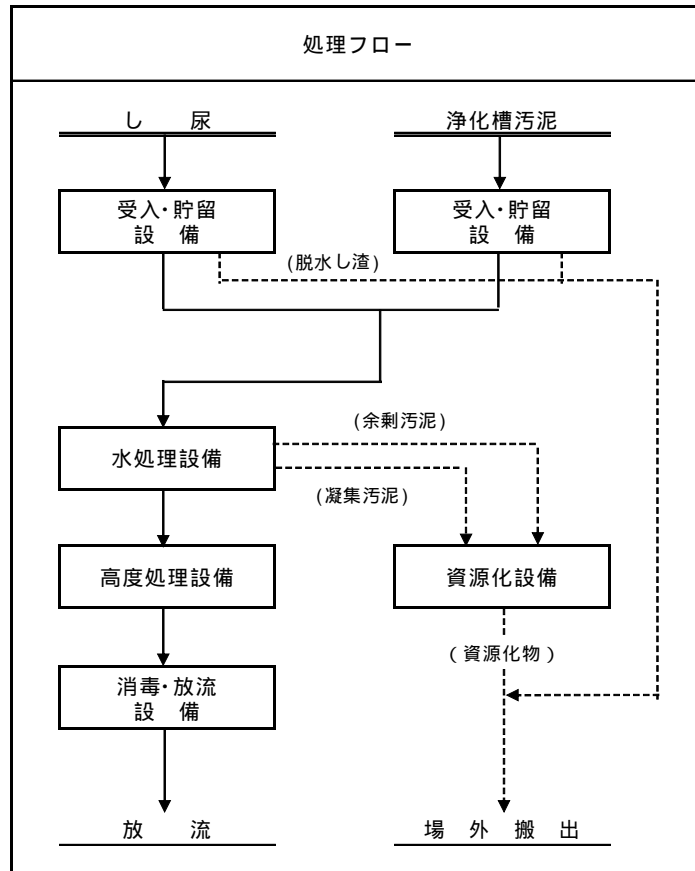 処理フロー
し 尿
浄化槽汚泥
受入・貯留
設 備
受入・貯留
設 備
(脱水し渣)
(余剰汚泥)
水処理設備
(凝集汚泥)
高度処理設備
資源化設備
(資源化物)
消毒・放流
設 備
放 流
場 外 搬 出